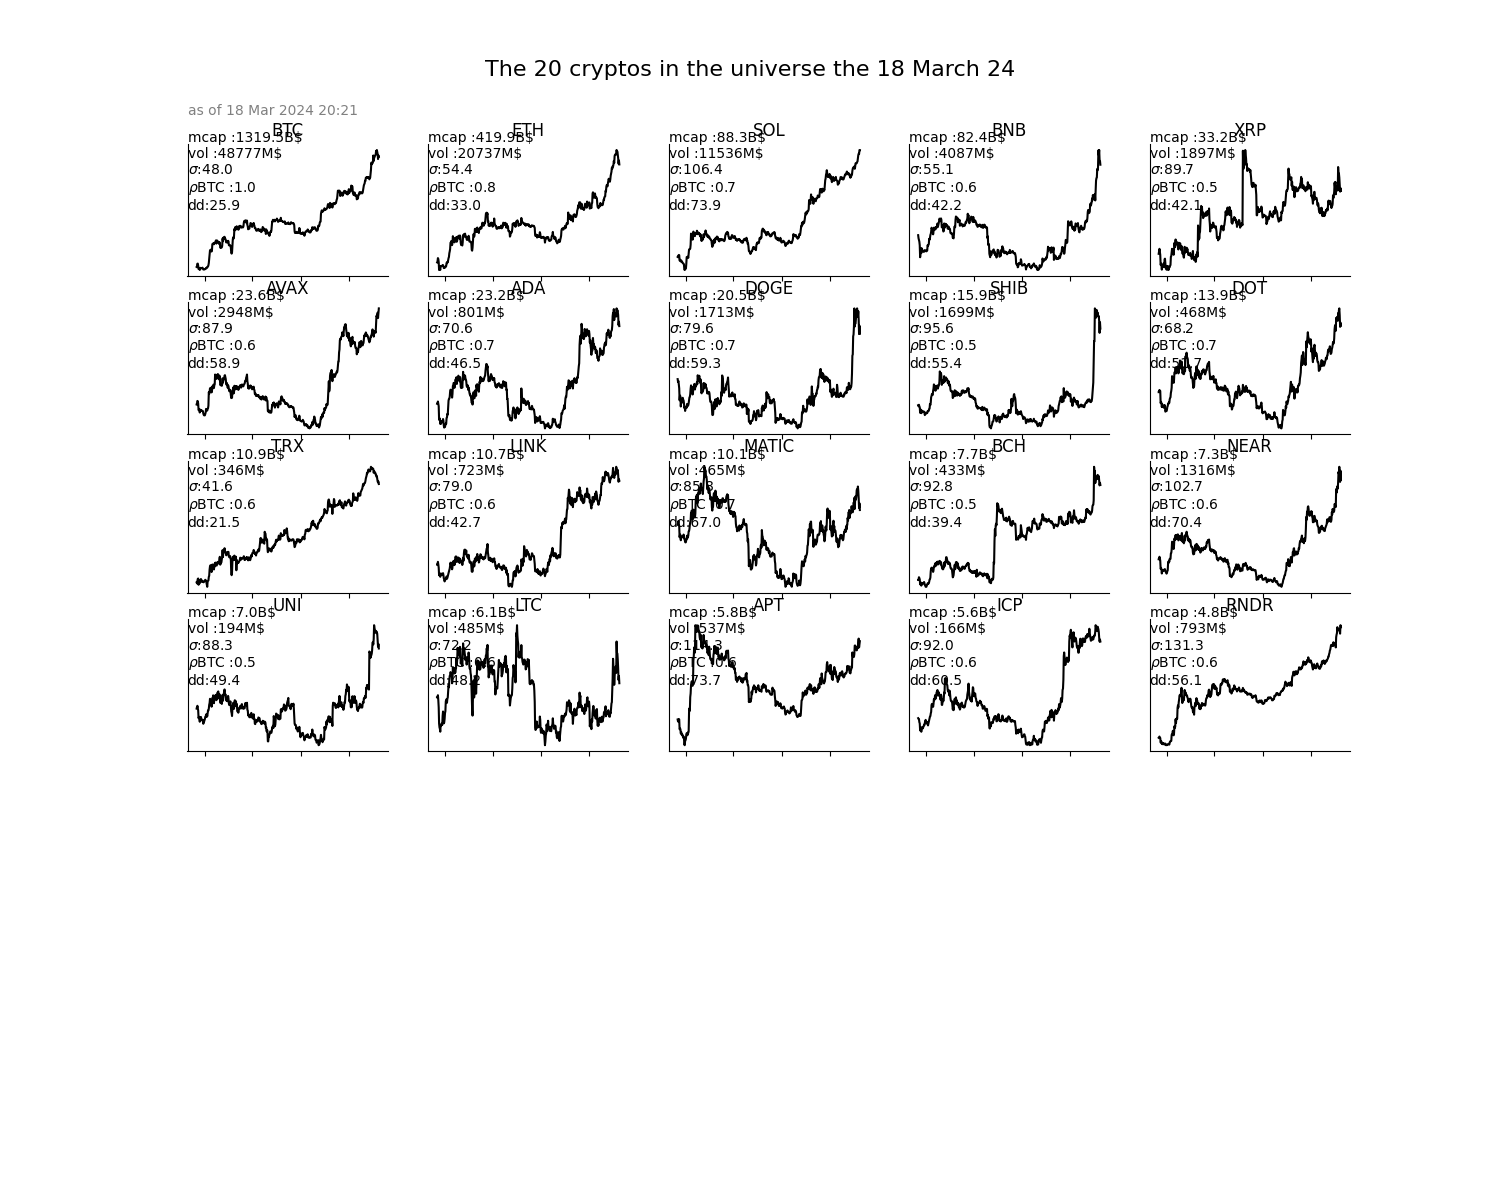 The 20 cryptos in the universe the 18 March 24
as of 18 Mar 2024 20:21
BTC
mcap :1319.5B$
vol :48777M$
σ:48.0
ρBTC :1.0
dd:25.9
ETH
mcap :419.9B$
vol :20737M$
σ:54.4
ρBTC :0.8
dd:33.0
SOL
mcap :88.3B$
vol :11536M$
σ:106.4
ρBTC :0.7
dd:73.9
BNB
mcap :82.4B$
vol :4087M$
σ:55.1
ρBTC :0.6
dd:42.2
XRP
mcap :33.2B$
vol :1897M$
σ:89.7
ρBTC :0.5
dd:42.1
AVAX
mcap :23.6B$
vol :2948M$
σ:87.9
ρBTC :0.6
dd:58.9
ADA
mcap :23.2B$
vol :801M$
σ:70.6
ρBTC :0.7
dd:46.5
DOGE
mcap :20.5B$
vol :1713M$
σ:79.6
ρBTC :0.7
dd:59.3
SHIB
mcap :15.9B$
vol :1699M$
σ:95.6
ρBTC :0.5
dd:55.4
DOT
mcap :13.9B$
vol :468M$
σ:68.2
ρBTC :0.7
TRX
mcap :10.9B$
vol :346M$
σ:41.6
ρBTC :0.6
dd:21.5
LINK
mcap :10.7B$
vol :723M$
σ:79.0
ρBTC :0.6
dd:42.7
MATIC
mcap :10.1B$
vol :465M$
ρBTC :0.7
dd:67.0
BCH
mcap :7.7B$
vol :433M$
σ:92.8
ρBTC :0.5
dd:39.4
NEAR
mcap :7.3B$
vol :1316M$
σ:102.7
ρBTC :0.6
dd:70.4
UNI
mcap :7.0B$
vol :194M$
σ:88.3
ρBTC :0.5
dd:49.4
LTC
mcap :6.1B$
vol :485M$
σ:72.2
ρBTC :0.6
dd:48.2
APT
mcap :5.8B$
vol :537M$
ρBTC :0.6
dd:73.7
ICP
mcap :5.6B$
vol :166M$
σ:92.0
ρBTC :0.6
dd:60.5
RNDR
mcap :4.8B$
vol :793M$
σ:131.3
ρBTC :0.6
dd:56.1